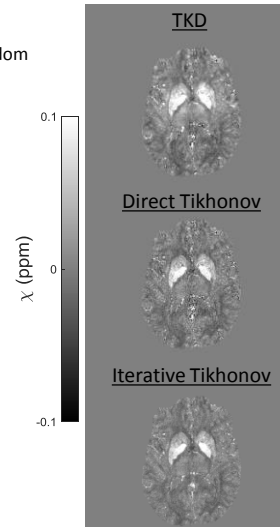 TKD
dom
0.1
Direct Tikhonov
χ (ppm)
0
Iterative Tikhonov
-0.1